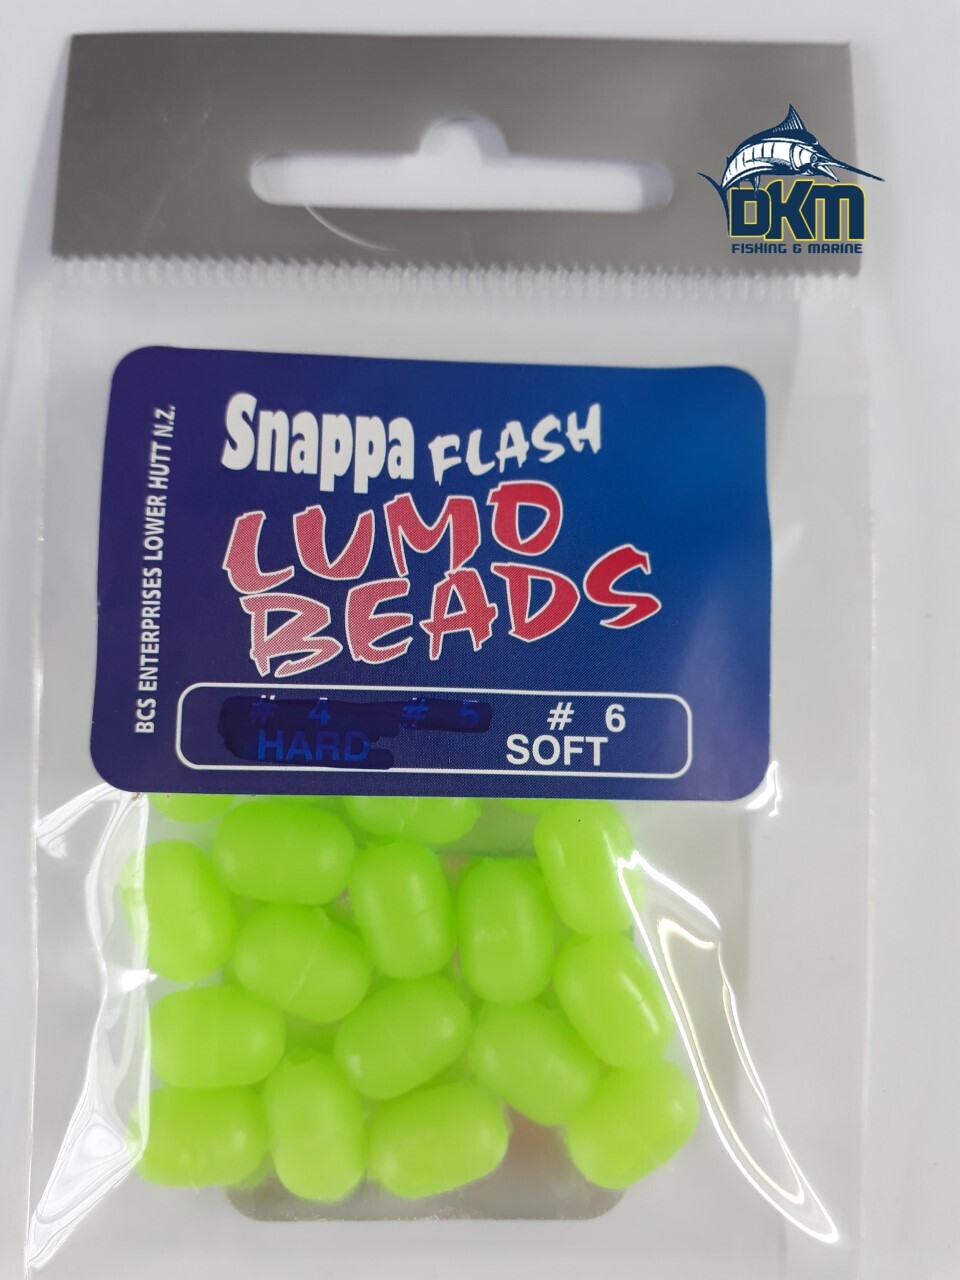 DKM
FISHING & MARINE
Snappa FLASH
LUMO
BEADS
BCS ENTERPRISES LOWER HUTT N.Z.
# 4 # 5 # 6
HARD SOFT